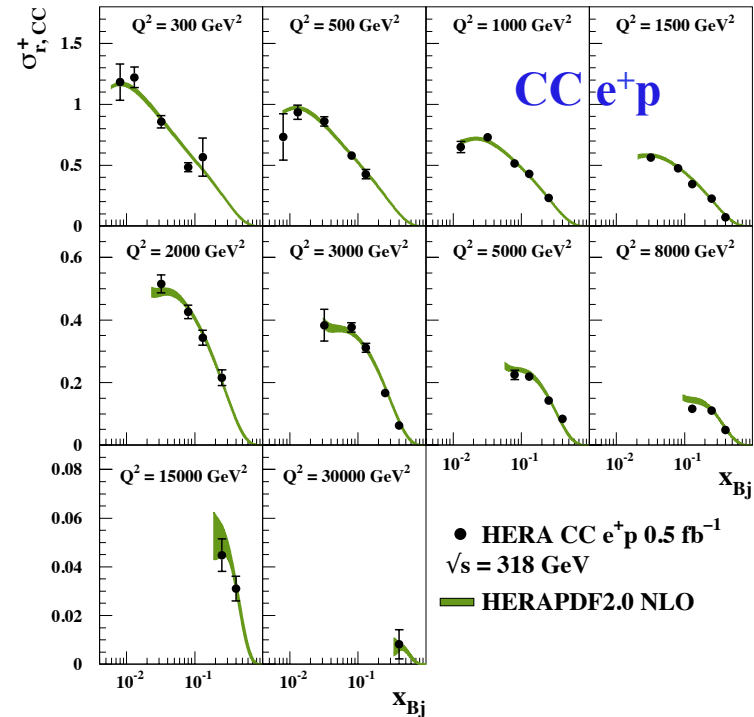 σ⁺r, CC
Q² = 300 GeV²
Q² = 500 GeV²
Q² = 1000 GeV²
Q² = 1500 GeV²
CC e⁺p
1.5
1
0.5
0
Q² = 2000 GeV²
Q² = 3000 GeV²
Q² = 5000 GeV²
Q² = 8000 GeV²
0.6
0.4
0.2
0
10⁻² 10⁻¹
10⁻² 10⁻¹
xBj
Q² = 15000 GeV²
Q² = 30000 GeV²
0.08
0.06
0.04
0.02
0
10⁻² 10⁻¹
10⁻² 10⁻¹
xBj
HERA CC e⁺p 0.5 fb⁻¹
√s = 318 GeV
HERAPDF2.0 NLO